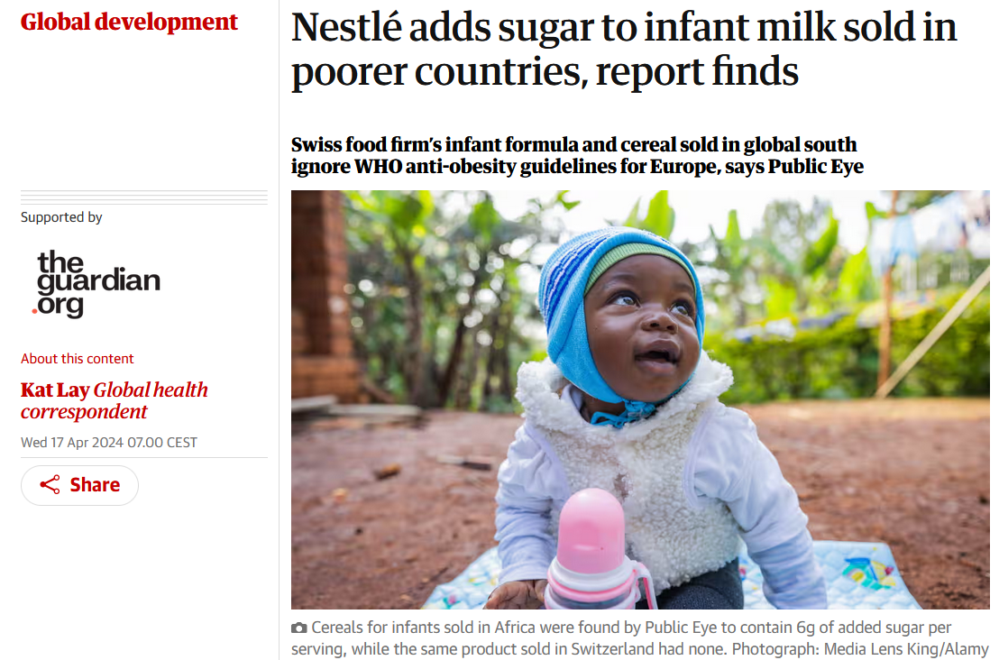 Global development
Nestlé adds sugar to infant milk sold in
poorer countries, report finds
Swiss food firm’s infant formula and cereal sold in global south
ignore WHO anti-obesity guidelines for Europe, says Public Eye
Supported by
the
guardian
.org
About this content
Kat Lay Global health
correspondent
Wed 17 Apr 2024 07.00 CEST
Share
Cereals for infants sold in Africa were found by Public Eye to contain 6g of added sugar per
serving, while the same product sold in Switzerland had none. Photograph: Media Lens King/Alamy